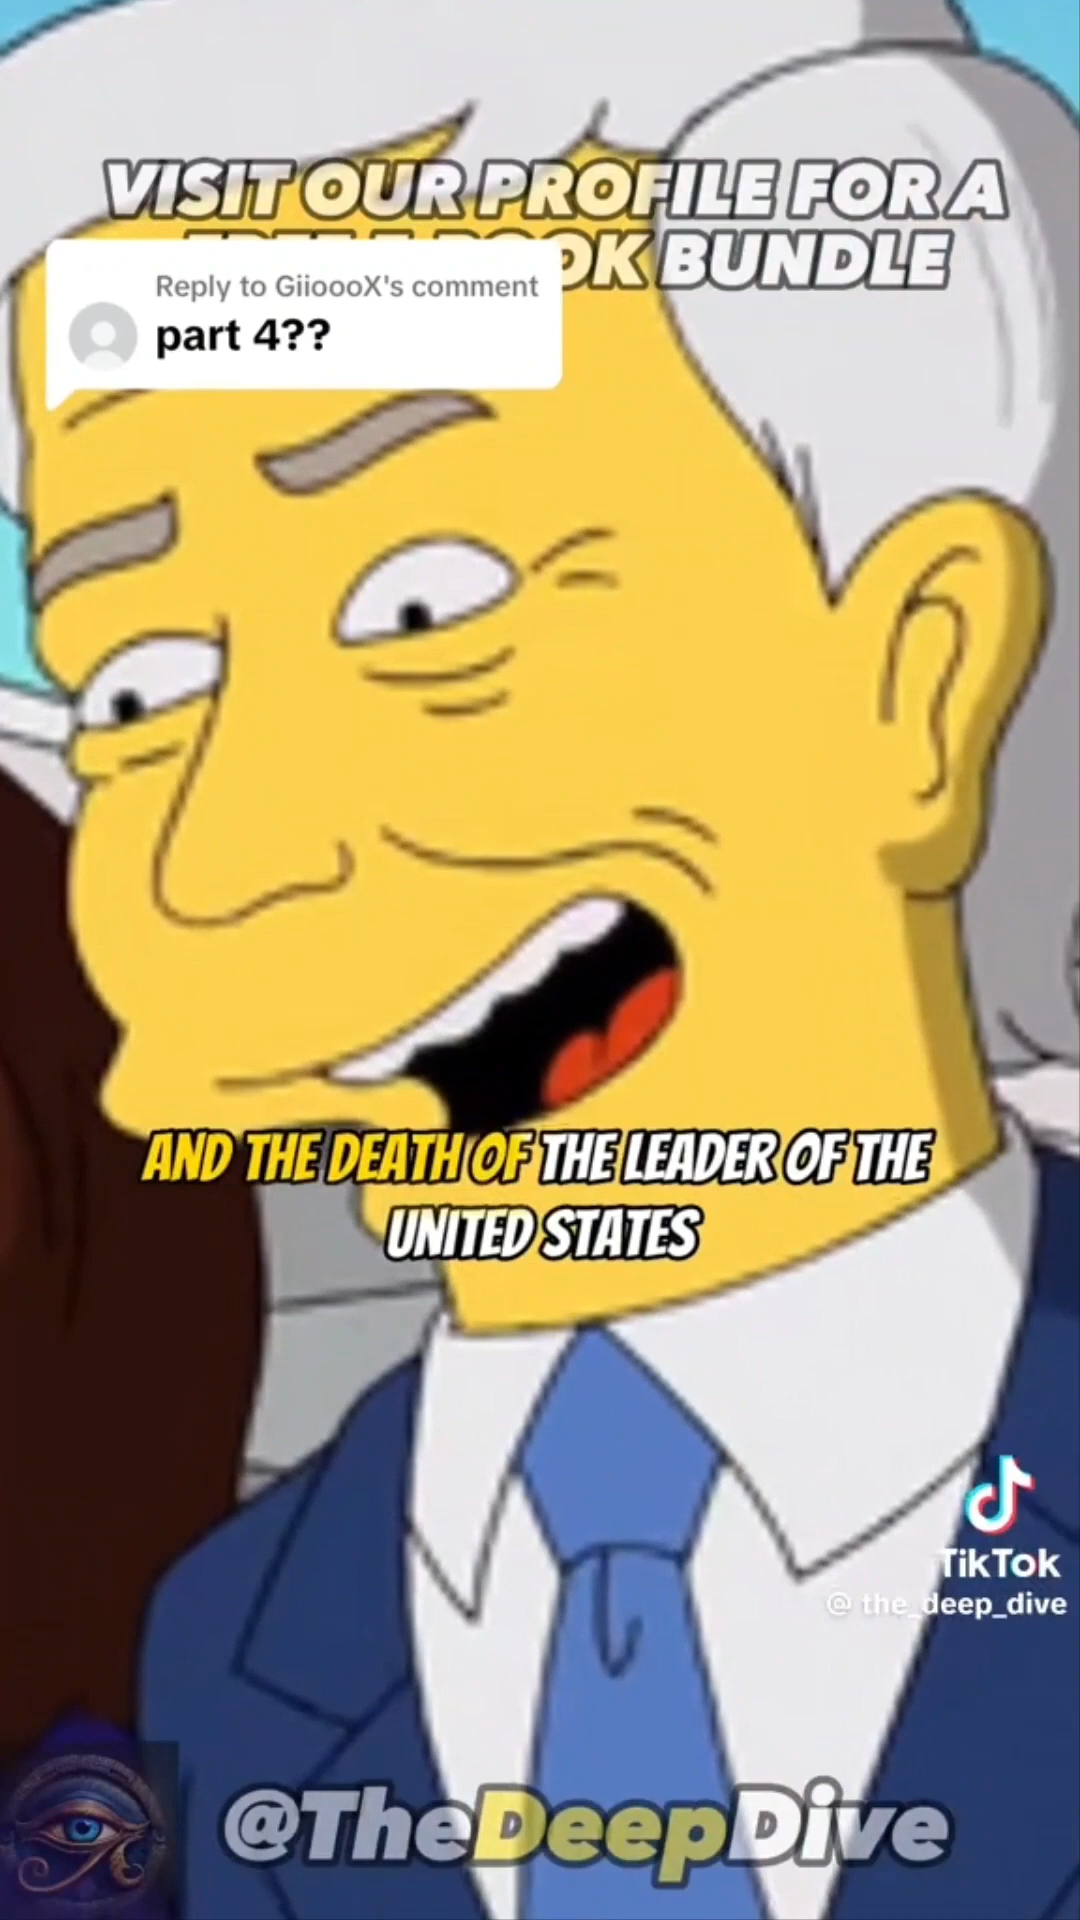 VISIT OUR PROFILE FOR A
BOOK BUNDLE
Reply to GiioooX's comment
part 4??
AND THE DEATH OF THE LEADER OF THE
UNITED STATES
TikTok
@ the_deep_dive
@TheDeepDive